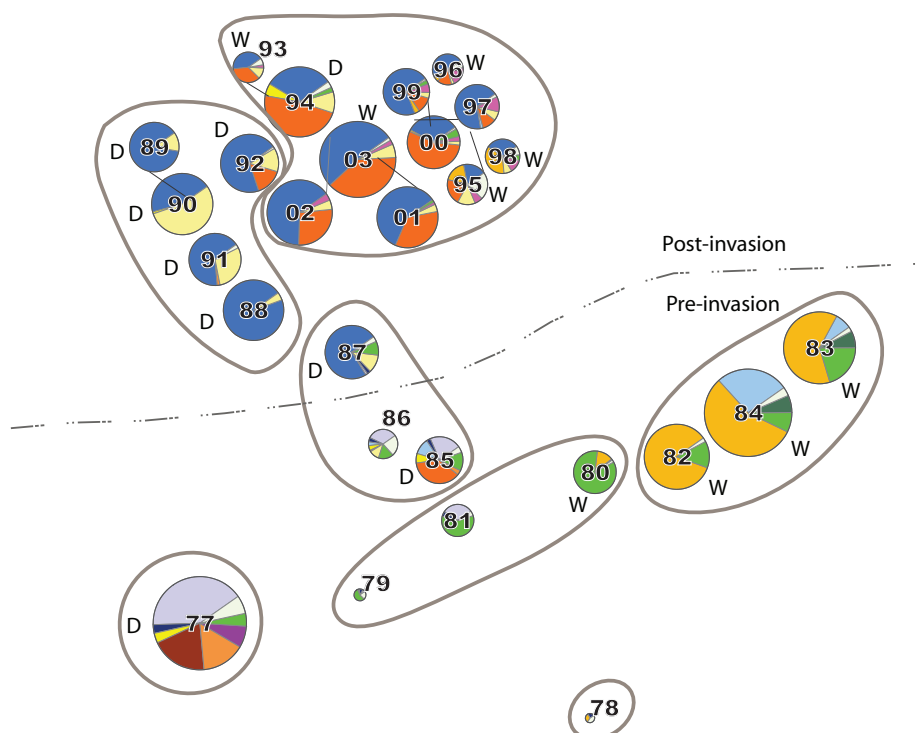 W 93
D
94
99
96 W
97
W
03
00
98 W
95
W
02
01
D 89
D
92
D 90
D 91
D 88
Post-invasion
Pre-invasion
D 87
86
D 85
83
W
84
W
82
W
80
W
81
79
D 77
78